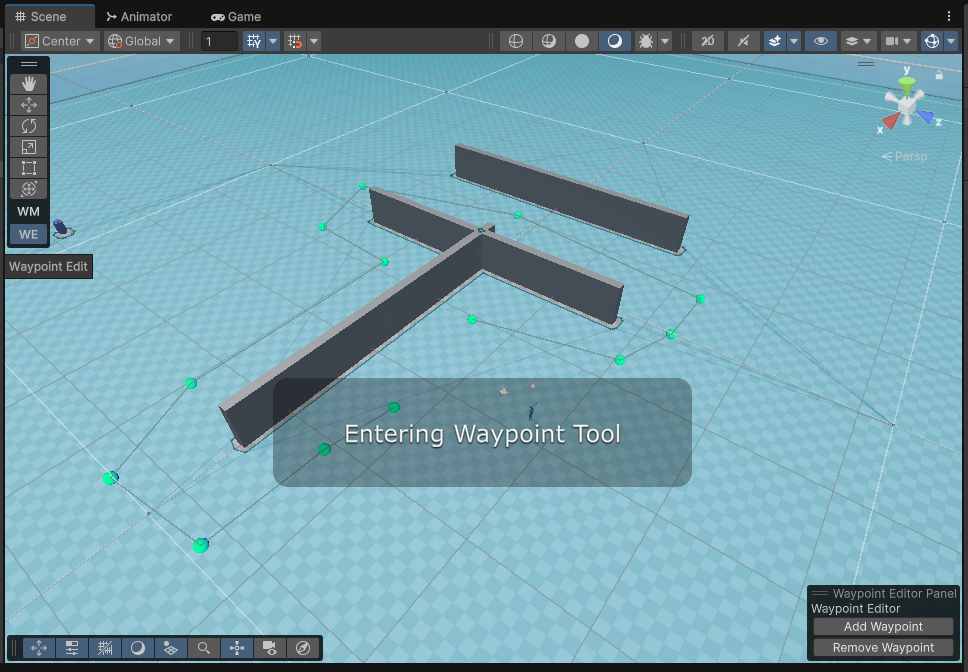 Scene
Animator
Game
Center
Global
1
2D
y
x
z
Persp
WM
WE
Waypoint Edit
Entering Waypoint Tool
Waypoint Editor Panel
Waypoint Editor
Add Waypoint
Remove Waypoint